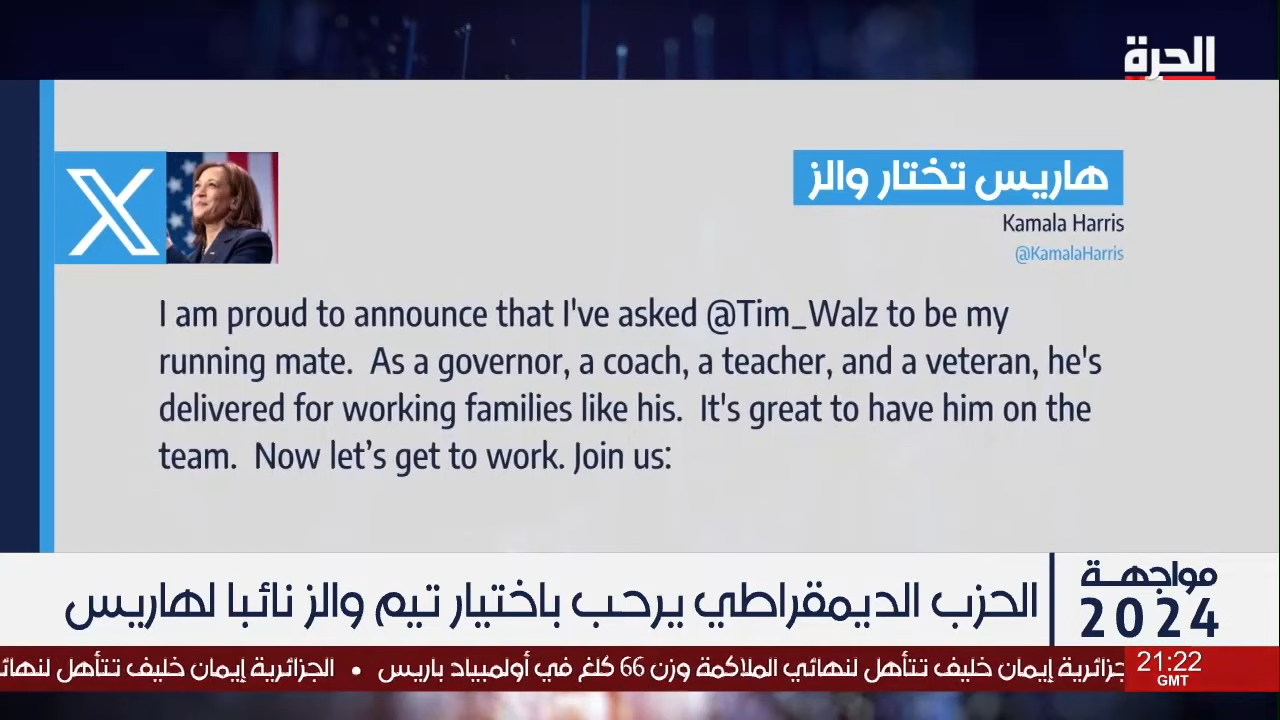 الحرة
هاريس تختار والز
Kamala Harris
@KamalaHarris
I am proud to announce that I've asked @Tim_Walz to be my
running mate.  As a governor, a coach, a teacher, and a veteran, he's
delivered for working families like his.  It's great to have him on the
team.  Now let’s get to work. Join us:
مواجهة
2024
الحزب الديمقراطي يرحب باختيار تيم والز نائبا لهاريس
21:22
GMT
إيمان خليف تتأهل لنهائي الملاكمة وزن 66 كلغ في أولمبياد باريس • الجزائرية إيمان خليف تتأهل